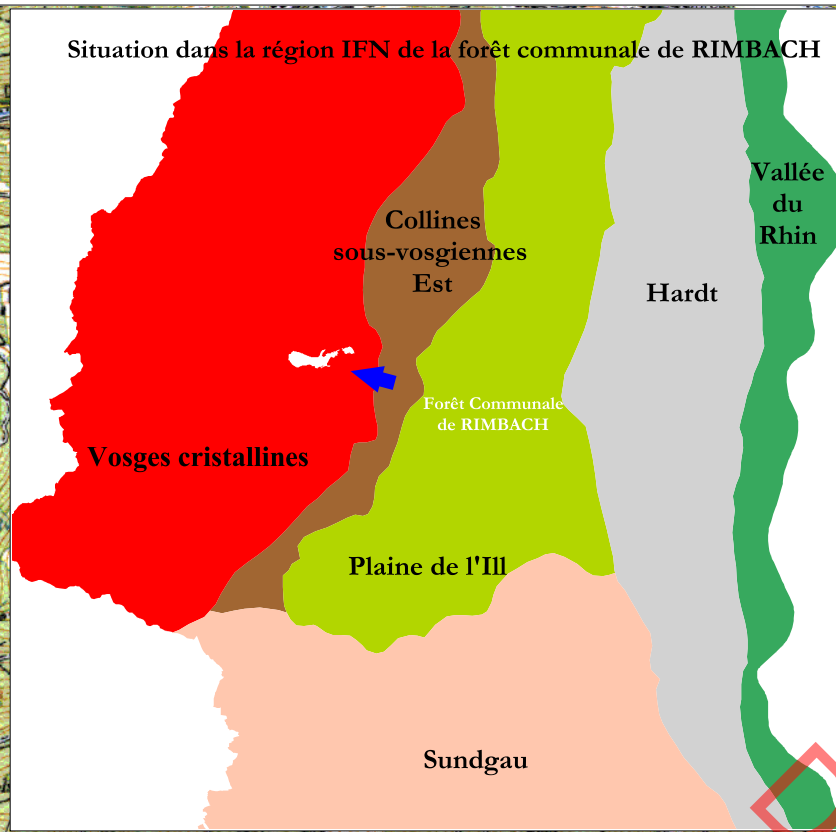 Situation dans la région IFN de la forêt communale de RIMBACH
Vallée
du
Rhin
Collines
sous-vosgiennes
Est
Hardt
Forêt Communale
de RIMBACH
Vosges cristallines
Plaine de l'Ill
Sundgau